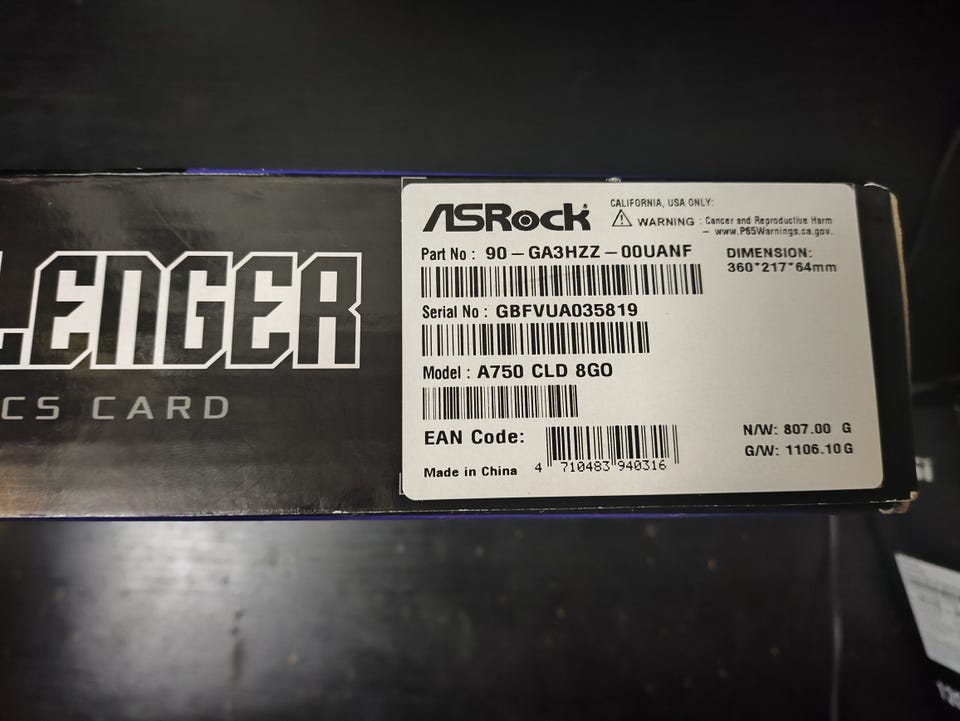 LENGER
CS CARD
ASRock
CALIFORNIA, USA ONLY:
WARNING : Cancer and Reproductive Harm
– www.P65Warnings.ca.gov.
Part No : 90-GA3HZZ-00UANF
DIMENSION:
360*217*64mm
Serial No : GBFVUA035819
Model : A750 CLD 8GO
EAN Code:
4 710483 940316
Made in China
N/W: 807.00 G
G/W: 1106.10 G